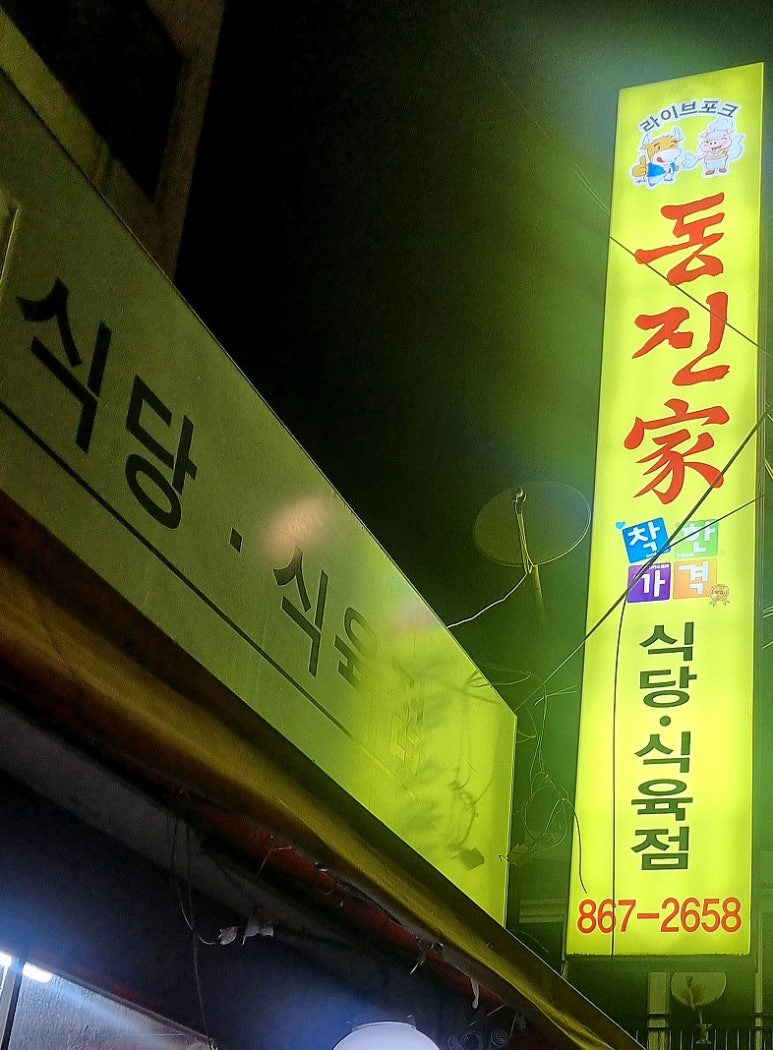 식당·식육
라이브포크
동진家
착한
가격
식당·식육점
867-2658